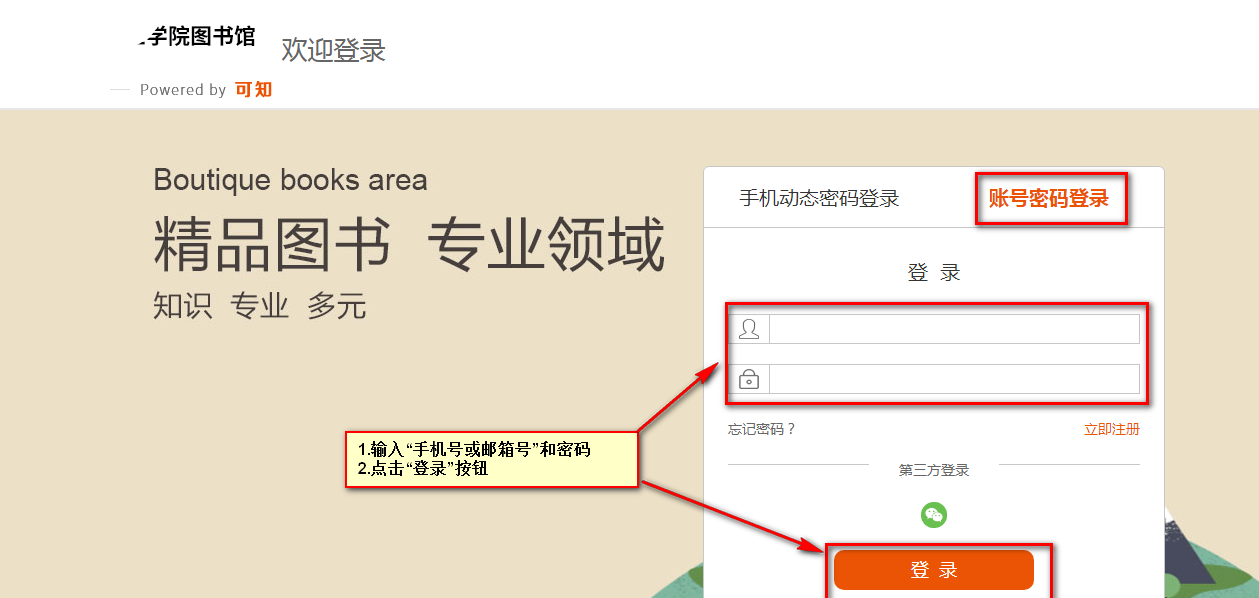 学院图书馆
欢迎登录
Powered by 可知
Boutique books area
精品图书 专业领域
知识 专业 多元
手机动态密码登录
账号密码登录
登 录
1.输入“手机号或邮箱号”和密码
2.点击“登录”按钮
忘记密码？
立即注册
第三方登录
登 录